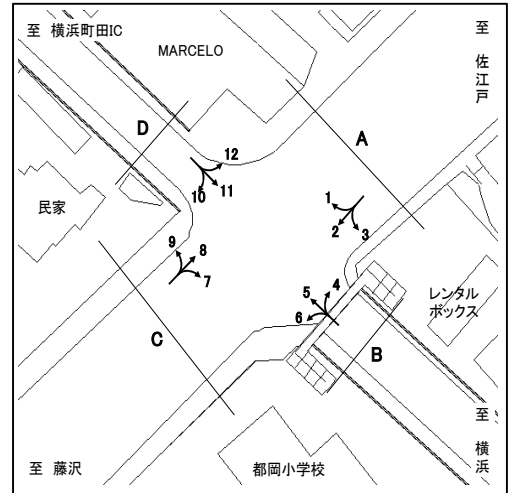 至 横浜町田IC
MARCELO
至 佐江戸
D
A
12
11
10
1
2
3
民家
9
8
7
5
4
6
レンタル
ボックス
C
B
至 横浜
至 藤沢
都岡小学校